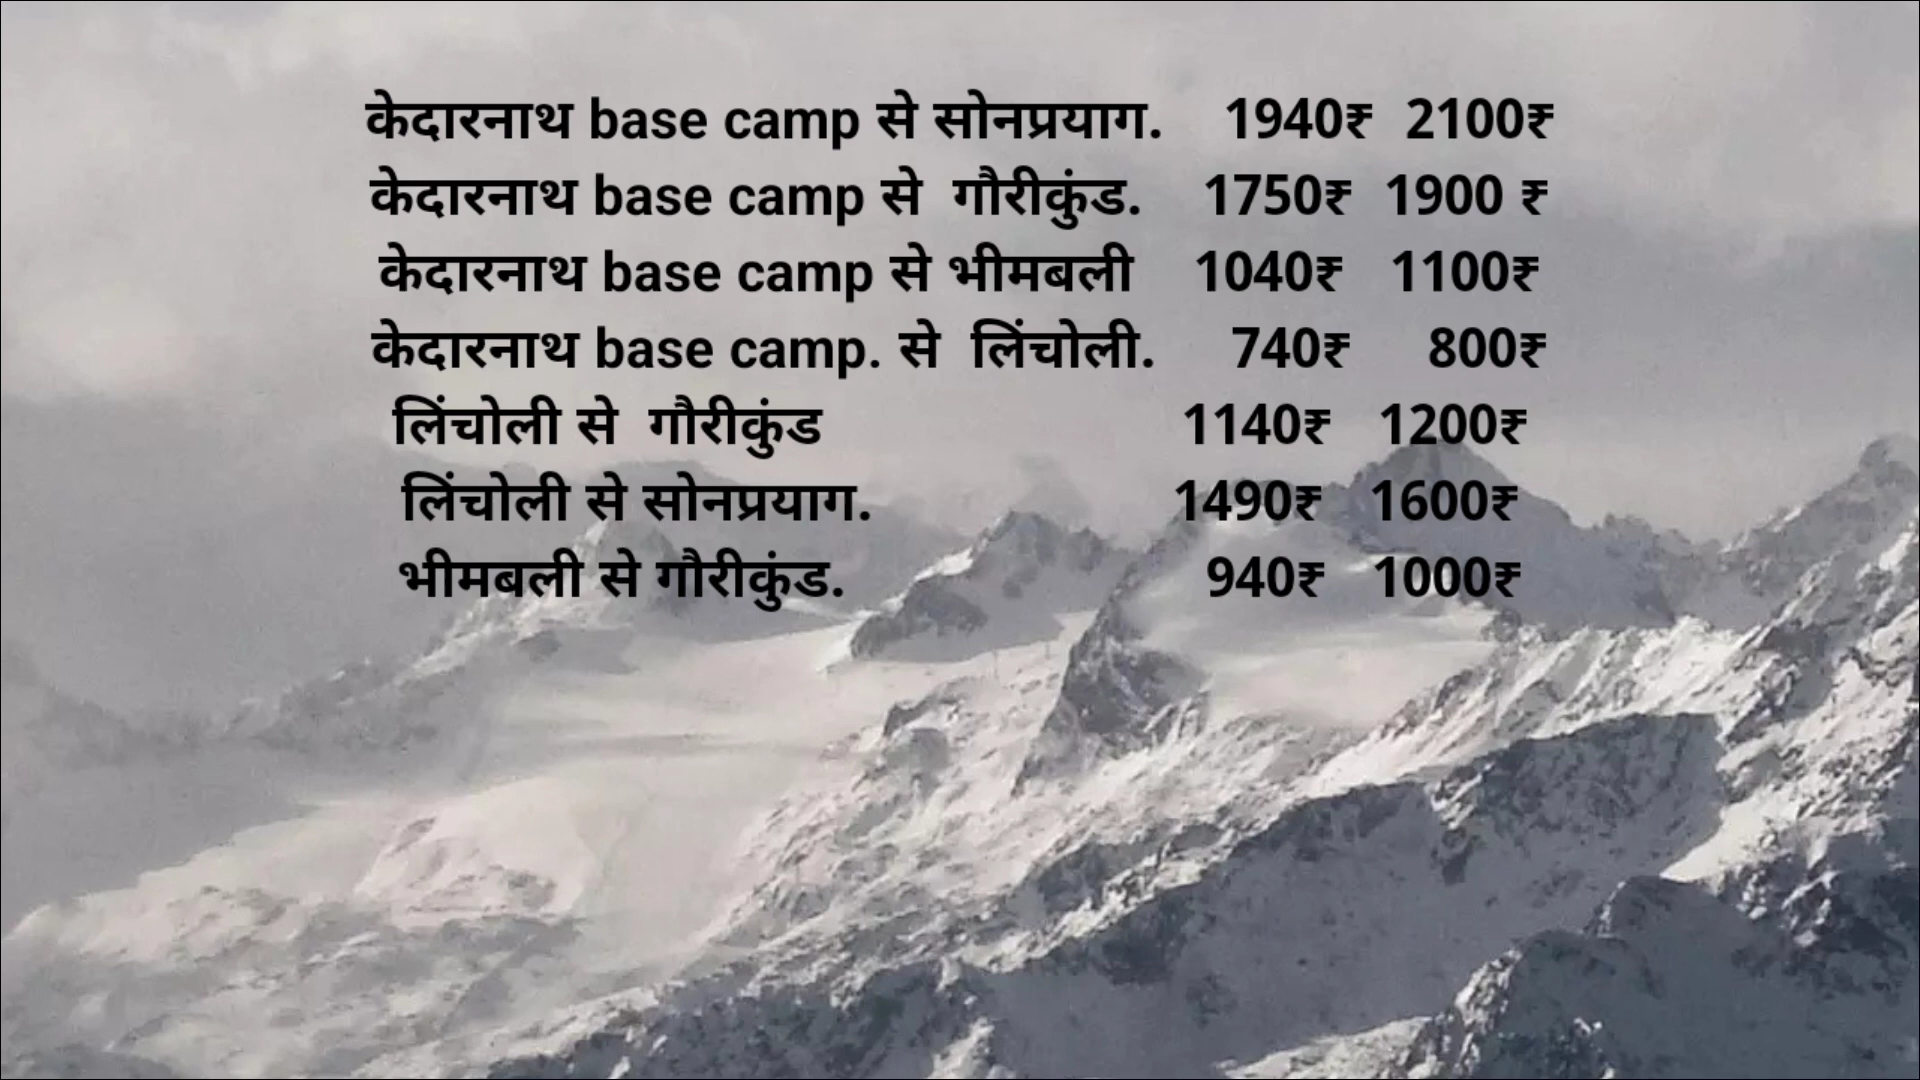 केदारनाथ base camp से सोनप्रयाग. 1940₹ 2100₹
केदारनाथ base camp से गौरीकुंड. 1750₹ 1900 ₹
केदारनाथ base camp से भीमबली 1040₹ 1100₹
केदारनाथ base camp. से लिंचोली. 740₹ 800₹
लिंचोली से गौरीकुंड 1140₹ 1200₹
लिंचोली से सोनप्रयाग. 1490₹ 1600₹
भीमबली से गौरीकुंड. 940₹ 1000₹